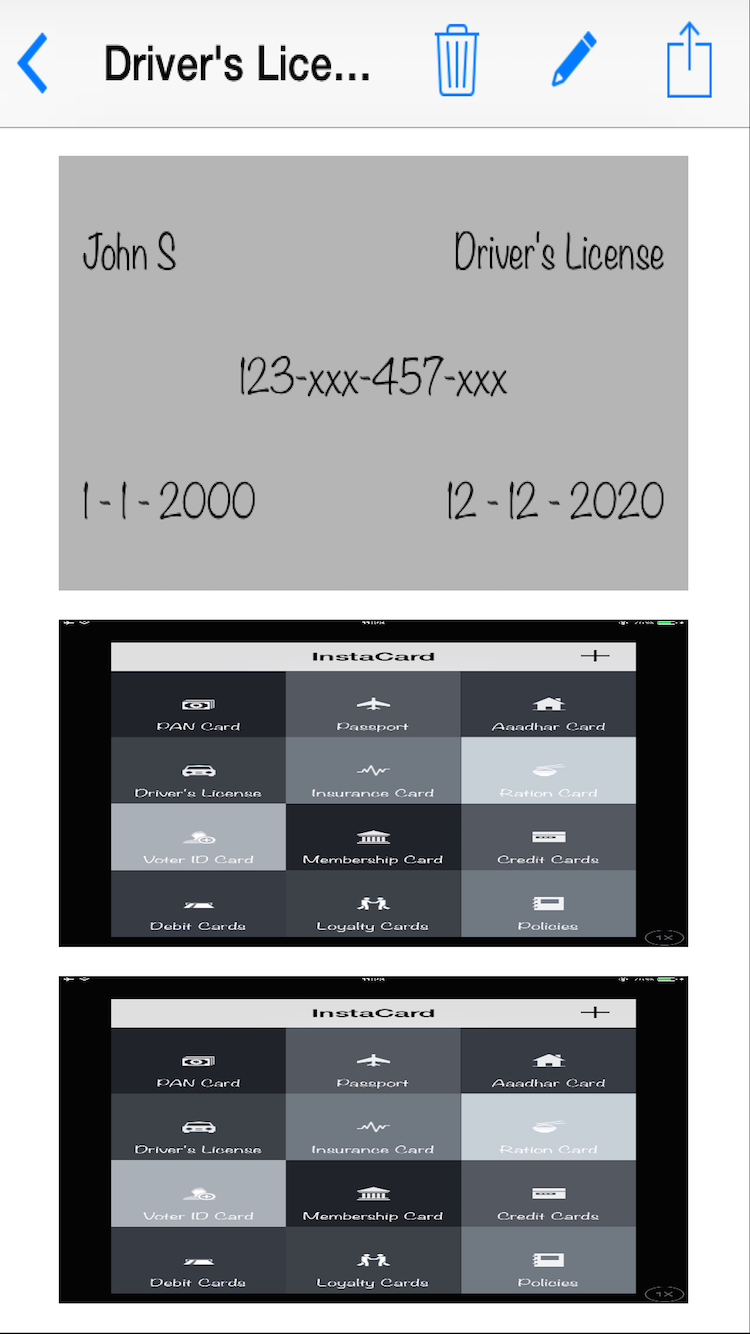 Driver's Lice...
John S Driver's License
123-xxx-457-xxx
1 - 1 - 2000 12 - 12 - 2020
InstaCard
PAN Card Passport Aaadhar Card
Driver's License Insurance Card Ration Card
Voter ID Card Membership Card Credit Cards
Debit Cards Loyalty Cards Policies
1X
InstaCard
PAN Card Passport Aaadhar Card
Driver's License Insurance Card Ration Card
Voter ID Card Membership Card Credit Cards
Debit Cards Loyalty Cards Policies
1X